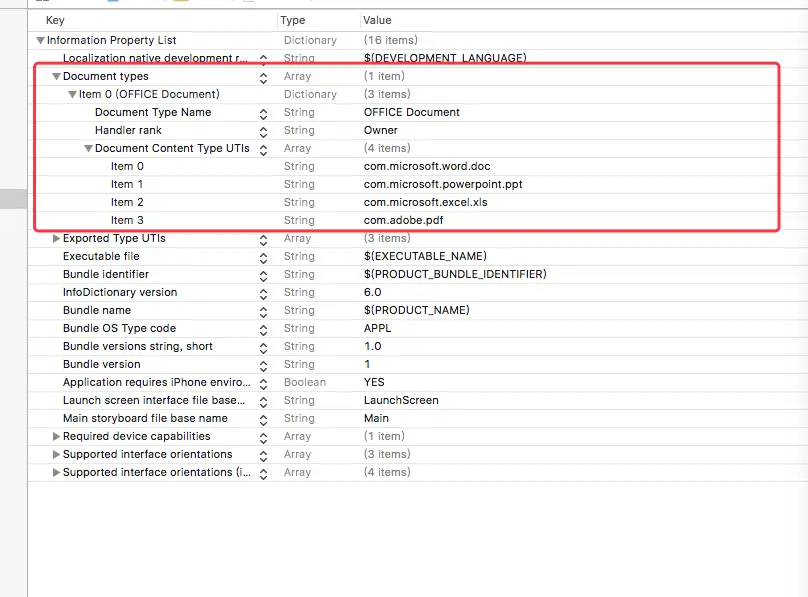 Key Type Value
Information Property List Dictionary (16 items)
Localization native development r... String $(DEVELOPMENT_LANGUAGE)
Document types Array (1 item)
Item 0 (OFFICE Document) Dictionary (3 items)
Document Type Name String OFFICE Document
Handler rank String Owner
Document Content Type UTIs Array (4 items)
Item 0 String com.microsoft.word.doc
Item 1 String com.microsoft.powerpoint.ppt
Item 2 String com.microsoft.excel.xls
Item 3 String com.adobe.pdf
Exported Type UTIs Array (3 items)
Executable file String $(EXECUTABLE_NAME)
Bundle identifier String $(PRODUCT_BUNDLE_IDENTIFIER)
InfoDictionary version String 6.0
Bundle name String $(PRODUCT_NAME)
Bundle OS Type code String APPL
Bundle versions string, short String 1.0
Bundle version String 1
Application requires iPhone enviro... Boolean YES
Launch screen interface file base... String LaunchScreen
Main storyboard file base name String Main
Required device capabilities Array (1 item)
Supported interface orientations Array (3 items)
Supported interface orientations (i... Array (4 items)